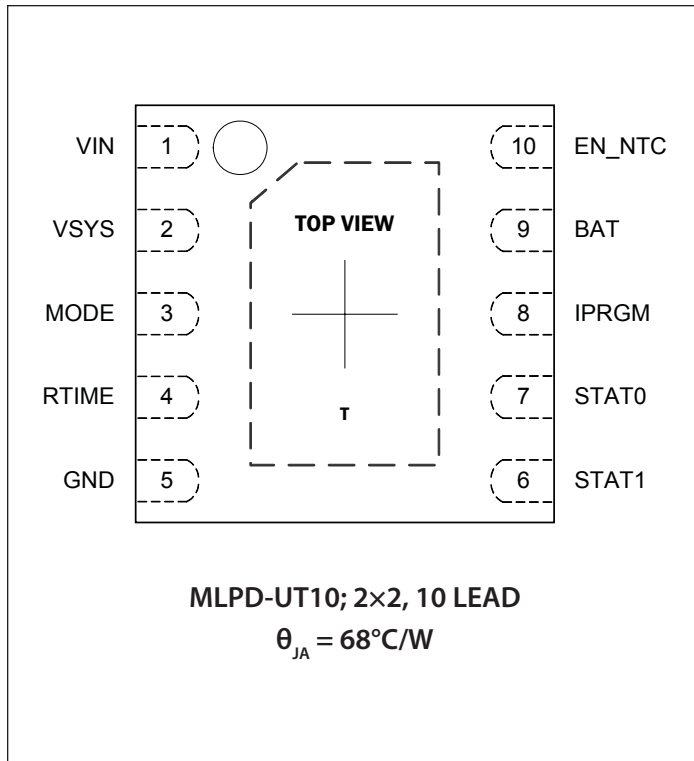 VIN 1 10 EN_NTC
VSYS 2 TOP VIEW 9 BAT
MODE 3 8 IPRGM
RTIME 4 T 7 STAT0
GND 5 6 STAT1
MLPD-UT10; 2×2, 10 LEAD
θJA = 68°C/W